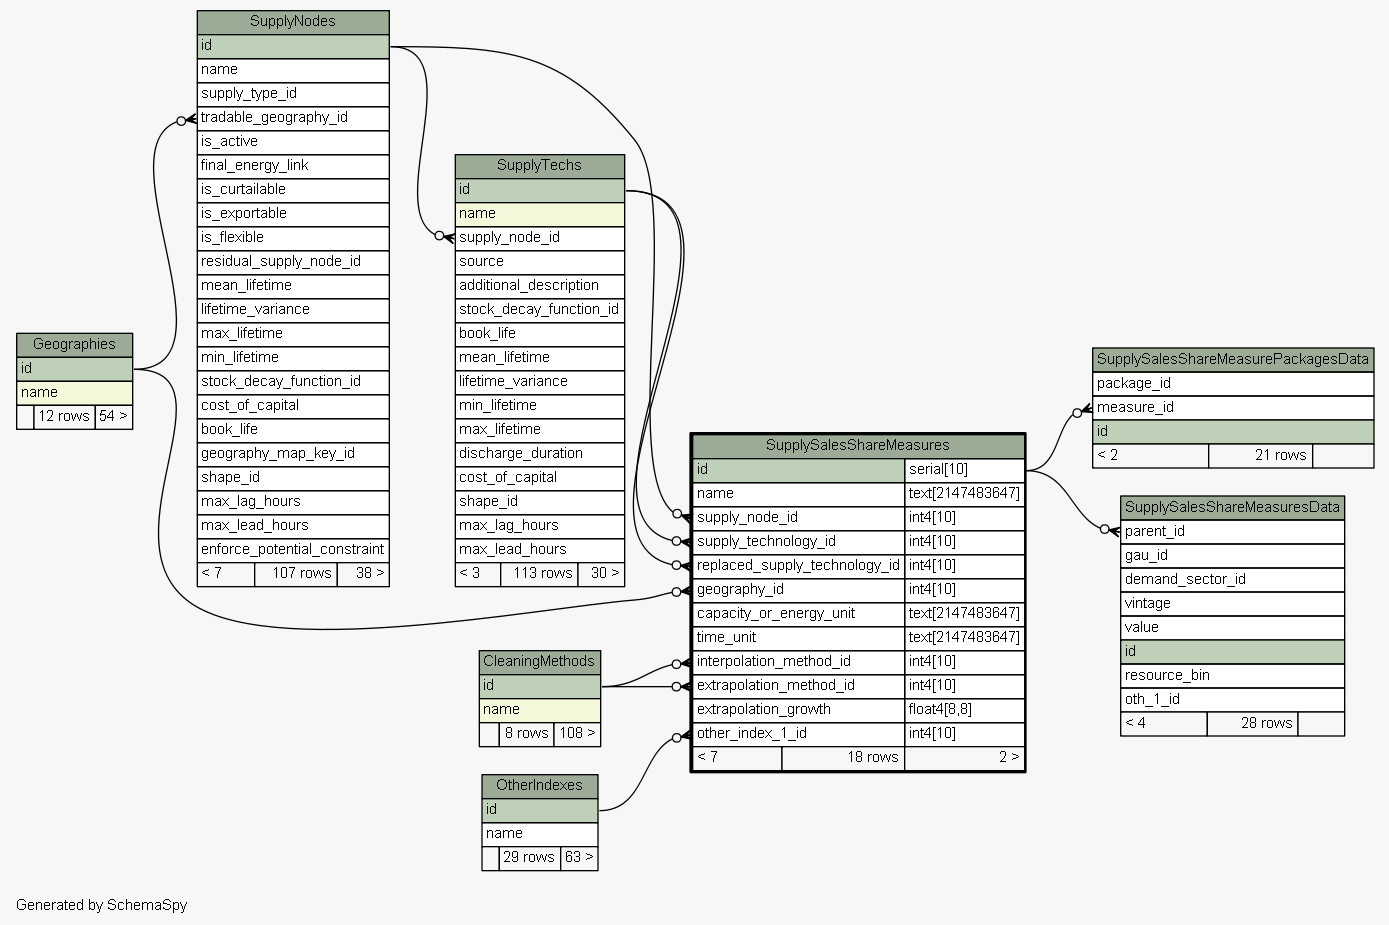 SupplyNodes
id
name
supply_type_id
tradable_geography_id
is_active
final_energy_link
is_curtailable
is_exportable
is_flexible
residual_supply_node_id
mean_lifetime
lifetime_variance
max_lifetime
min_lifetime
stock_decay_function_id
cost_of_capital
book_life
geography_map_key_id
shape_id
max_lag_hours
max_lead_hours
enforce_potential_constraint
< 7 107 rows 38 >
SupplyTechs
id
name
supply_node_id
source
additional_description
stock_decay_function_id
book_life
mean_lifetime
lifetime_variance
min_lifetime
max_lifetime
discharge_duration
cost_of_capital
shape_id
max_lag_hours
max_lead_hours
< 3 113 rows 30 >
Geographies
id
name
12 rows 54 >
SupplySalesShareMeasures
id serial[10]
name text[2147483647]
supply_node_id int4[10]
supply_technology_id int4[10]
replaced_supply_technology_id int4[10]
geography_id int4[10]
capacity_or_energy_unit text[2147483647]
time_unit text[2147483647]
interpolation_method_id int4[10]
extrapolation_method_id int4[10]
extrapolation_growth float4[8,8]
other_index_1_id int4[10]
< 7 18 rows 2 >
SupplySalesShareMeasurePackagesData
package_id
measure_id
id
< 2 21 rows
SupplySalesShareMeasuresData
parent_id
gau_id
demand_sector_id
vintage
value
id
resource_bin
oth_1_id
< 4 28 rows
CleaningMethods
id
name
8 rows 108 >
OtherIndexes
id
name
29 rows 63 >
Generated by SchemaSpy